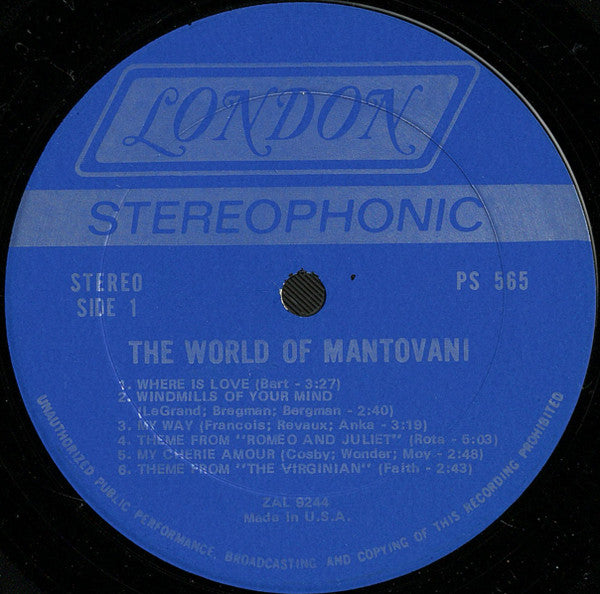 LONDON
STEREOPHONIC
STEREO
SIDE 1
PS 565
THE WORLD OF MANTOVANI
1. WHERE IS LOVE (Bart - 3:27)
2. WINDMILLS OF YOUR MIND
(LeGrand; Bregman; Bergman - 2:40)
3. MY WAY (Francois; Revaux; Anka - 3:19)
4. THEME FROM "ROMEO AND JULIET" (Rota - 5:03)
5. MY CHERIE AMOUR (Cosby; Wonder; Moy - 2:48)
6. THEME FROM "THE VIRGINIAN" (Faith - 2:43)
ZAL 9244
Made in U.S.A.
UNAUTHORIZED PUBLIC PERFORMANCE, BROADCASTING AND COPYING OF THIS RECORDING PROHIBITED